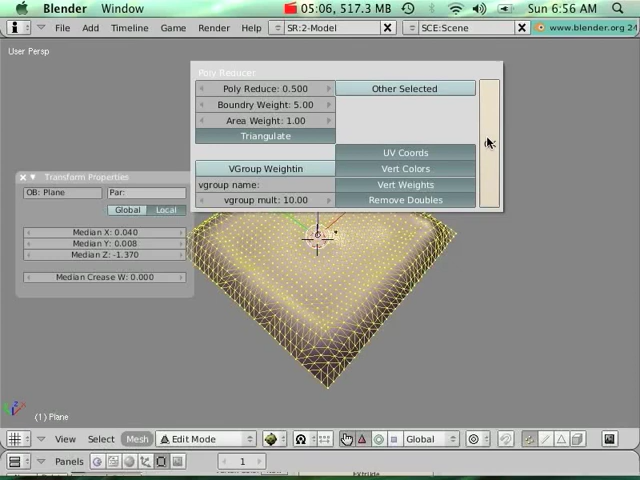 Blender Window 05:06, 517.3 MB Sun 6:56 AM
File Add Timeline Game Render Help SR:2-Model SCE:Scene www.blender.org 24
User Persp
Poly Reducer
Poly Reduce: 0.500 Other Selected
Boundry Weight: 5.00
Area Weight: 1.00
Triangulate
UV Coords
VGroup Weightin Vert Colors
vgroup name: Vert Weights
vgroup mult: 10.00 Remove Doubles
Transform Properties
OB: Plane Par:
Global Local
Median X: 0.040
Median Y: 0.008
Median Z: -1.370
Median Crease W: 0.000
(1) Plane
View Select Mesh Edit Mode Global
Panels 1